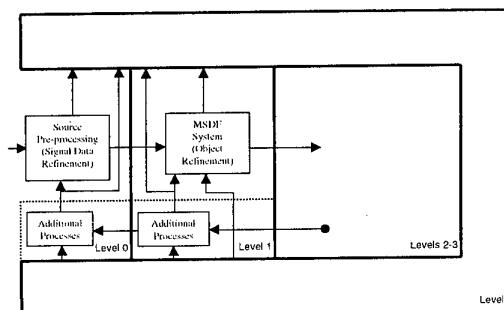 Source
Pre-processing
(Signal Data
Refinement)
MSDF
System
(Object
Refinement)
Additional
Processes
Level 0
Additional
Processes
Level 1
Levels 2-3
Level